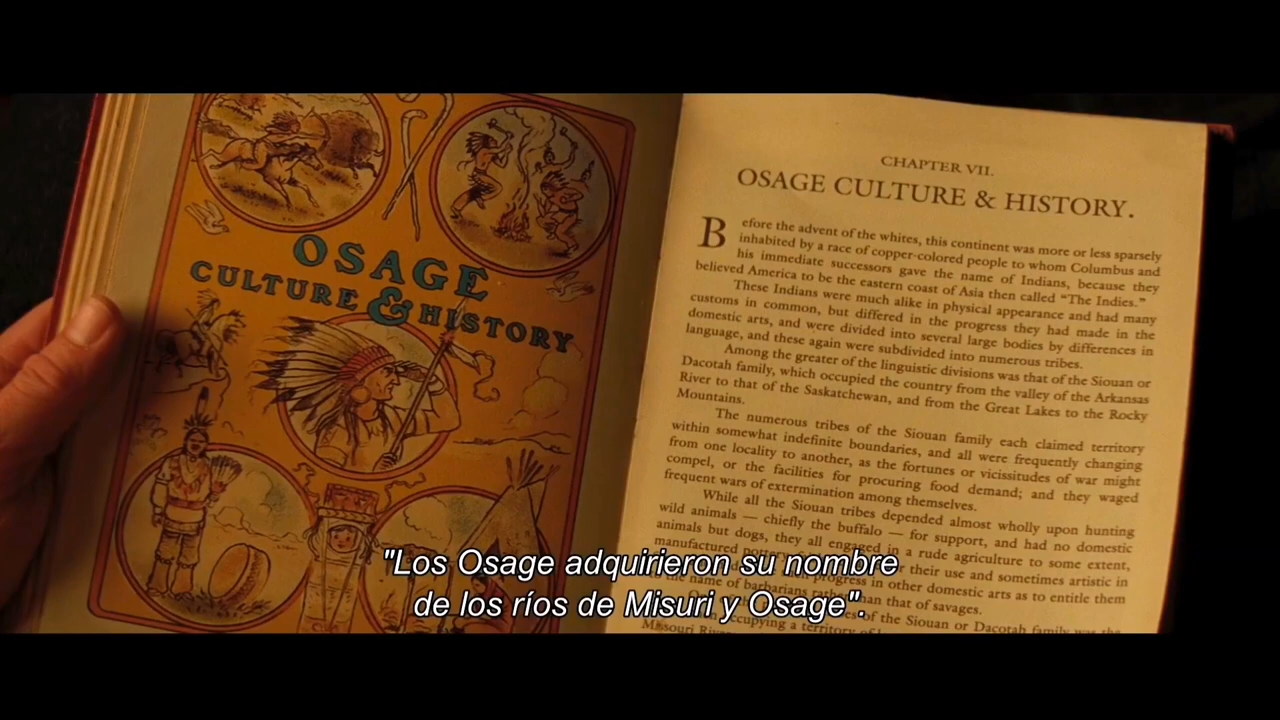 OSAGE
CULTURE & HISTORY
CHAPTER VII.
OSAGE CULTURE & HISTORY.
Before the advent of the whites, this continent was more or less sparsely
inhabited by a race of copper-colored people to whom Columbus and
his immediate successors gave the name of Indians, because they
believed America to be the eastern coast of Asia then called “The Indies.”
These Indians were much alike in physical appearance and had many
customs in common, but differed in the progress they had made in the
domestic arts, and were divided into several large bodies by differences in
language, and these again were subdivided into numerous tribes.
Among the greater of the linguistic divisions was that of the Siouan or
Dacotah family, which occupied the country from the valley of the Arkansas
River to that of the Saskatchewan, and from the Great Lakes to the Rocky
Mountains.
The numerous tribes of the Siouan family each claimed territory
within somewhat indefinite boundaries, and all were frequently changing
from one locality to another, as the fortunes or vicissitudes of war might
compel, or the facilities for procuring food demand; and they waged
frequent wars of extermination among themselves.
While all the Siouan tribes depended almost wholly upon hunting
wild animals — chiefly the buffalo — for support, and had no domestic
animals but dogs, they all engaged in a rude agriculture to some extent,
manufactured pottery for their use and sometimes artistic in
progress in other domestic arts as to entitle them
the name of barbarians rather than that of savages.
of the Siouan or Dacotah family was the
occupying a territory of
Missouri River
"Los Osage adquirieron su nombre
de los ríos de Misuri y Osage".